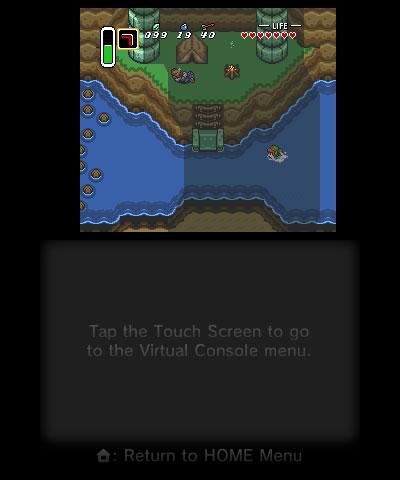 — LIFE —
099 19 40
Tap the Touch Screen to go
to the Virtual Console menu.
: Return to HOME Menu